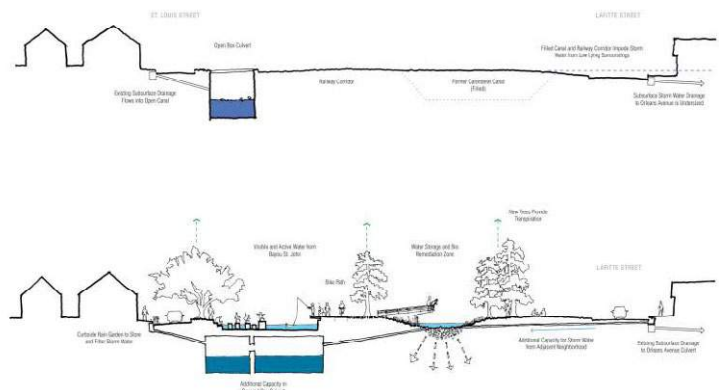 ST. LOUIS STREET
LAFITTE STREET
Open Box Culvert
Filled Canal and Railway Corridor Impede Storm
Water from Low Lying Surroundings
Railway Corridor
Former Carondelet Canal
(Filled)
Existing Subsurface Drainage
Flows into Open Canal
Subsurface Storm Water Drainage
to Orleans Avenue is Undersized
New Trees Provide
Transpiration
Visible and Active Water from
Bayou St. John
Water Storage and Bio
Remediation Zone
Bike Path
LAFITTE STREET
Curbside Rain Garden to Store
and Filter Storm Water
Additional Capacity for Storm Water
from Adjacent Neighborhood
Existing Subsurface Drainage
to Orleans Avenue Culvert
Additional Capacity in